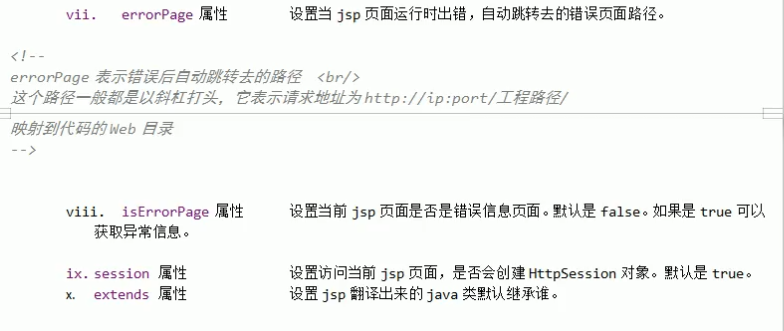 vii. errorPage 属性 设置当 jsp 页面运行时出错，自动跳转去的错误页面路径。
<!--
errorPage 表示错误后自动跳转去的路径 <br/>
这个路径一般都是以斜杠打头，它表示请求地址为 http://ip:port/工程路径/
映射到代码的 Web 目录
-->
viii. isErrorPage 属性 设置当前 jsp 页面是否是错误信息页面。默认是 false。如果是 true 可以
获取异常信息。
ix. session 属性 设置访问当前 jsp 页面，是否会创建 HttpSession 对象。默认是 true。
x. extends 属性 设置 jsp 翻译出来的 java 类默认继承谁。